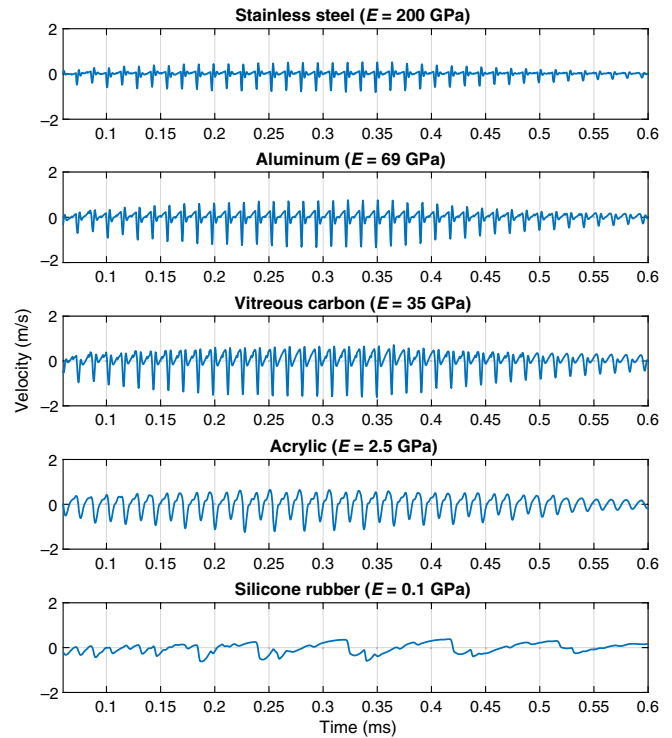 Stainless steel (E = 200 GPa)
2
0
−2
0.1 0.15 0.2 0.25 0.3 0.35 0.4 0.45 0.5 0.55 0.6
Aluminum (E = 69 GPa)
2
0
−2
0.1 0.15 0.2 0.25 0.3 0.35 0.4 0.45 0.5 0.55 0.6
Vitreous carbon (E = 35 GPa)
2
0
−2
0.1 0.15 0.2 0.25 0.3 0.35 0.4 0.45 0.5 0.55 0.6
Velocity (m/s)
Acrylic (E = 2.5 GPa)
2
0
−2
0.1 0.15 0.2 0.25 0.3 0.35 0.4 0.45 0.5 0.55 0.6
Silicone rubber (E = 0.1 GPa)
2
0
−2
0.1 0.15 0.2 0.25 0.3 0.35 0.4 0.45 0.5 0.55 0.6
Time (ms)